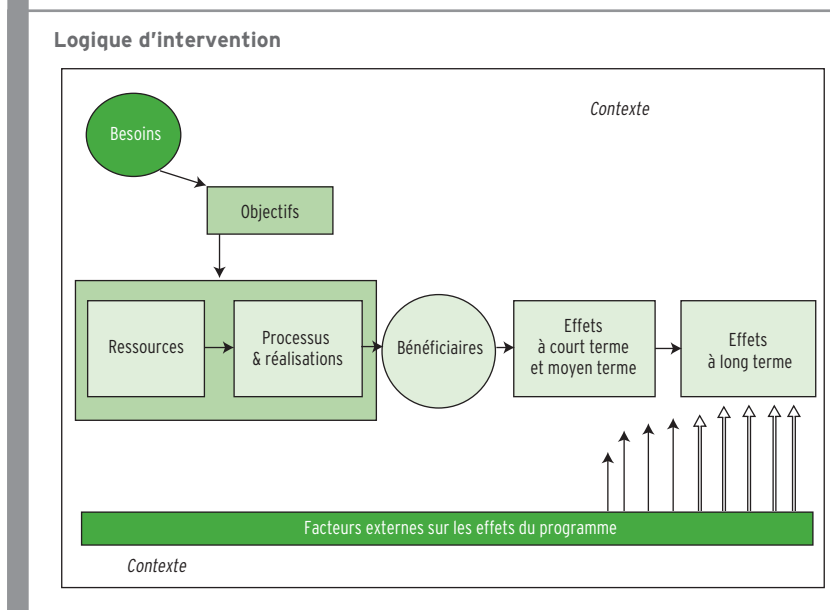 Logique d'intervention
Contexte
Besoins
Objectifs
Ressources
Processus
& réalisations
Bénéficiaires
Effets
à court terme
et moyen terme
Effets
à long terme
Facteurs externes sur les effets du programme
Contexte